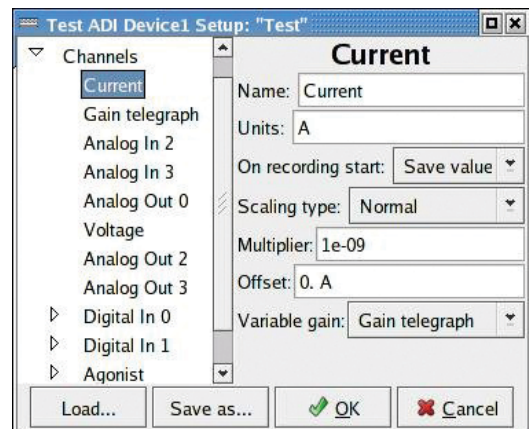 Test ADI Device1 Setup: "Test"
Channels
Current
Gain telegraph
Analog In 2
Analog In 3
Analog Out 0
Voltage
Analog Out 2
Analog Out 3
Digital In 0
Digital In 1
Agonist
Current
Name: Current
Units: A
On recording start: Save value
Scaling type: Normal
Multiplier: 1e-09
Offset: 0. A
Variable gain: Gain telegraph
Load... Save as... OK Cancel